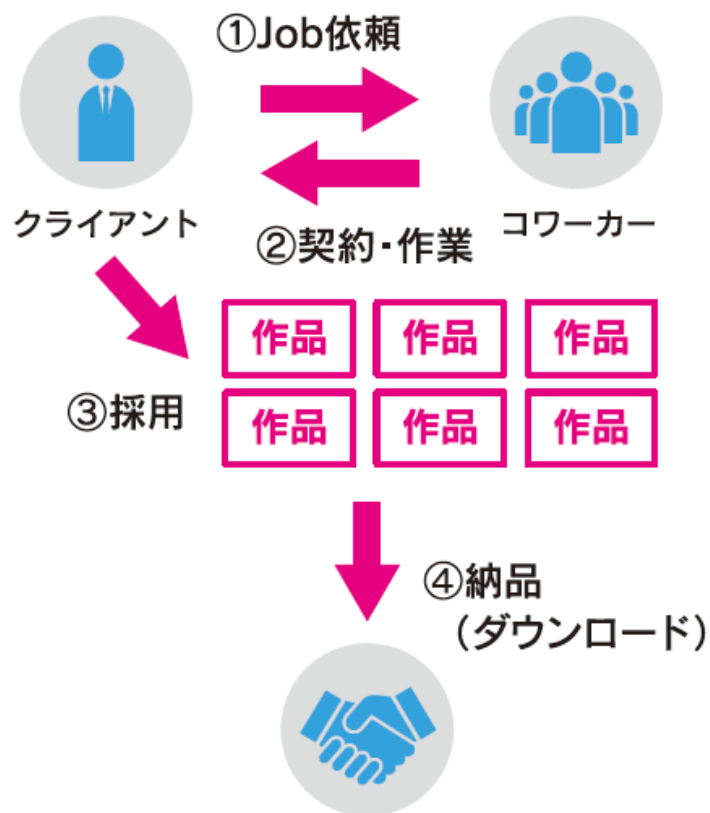 ①Job依頼
クライアント
コワーカー
②契約・作業
作品
作品
作品
③採用
作品
作品
作品
④納品
（ダウンロード）